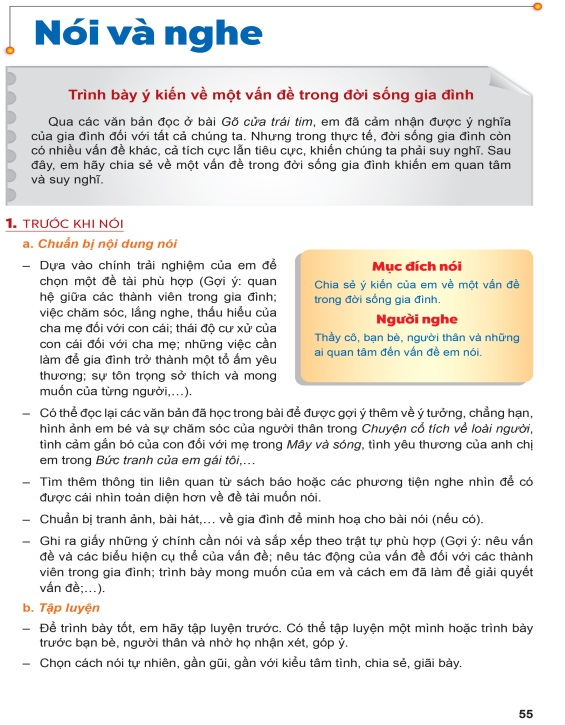 Nói và nghe
Trình bày ý kiến về một vấn đề trong đời sống gia đình
Qua các văn bản đọc ở bài Gõ cửa trái tim, em đã cảm nhận được ý nghĩa
của gia đình đối với tất cả chúng ta. Nhưng trong thực tế, đời sống gia đình còn
có nhiều vấn đề khác, cả tích cực lẫn tiêu cực, khiến chúng ta phải suy nghĩ. Sau
đây, em hãy chia sẻ về một vấn đề trong đời sống gia đình khiến em quan tâm
và suy nghĩ.
1. TRƯỚC KHI NÓI
a. Chuẩn bị nội dung nói
– Dựa vào chính trải nghiệm của em để
chọn một đề tài phù hợp (Gợi ý: quan
hệ giữa các thành viên trong gia đình;
việc chăm sóc, lắng nghe, thấu hiểu của
cha mẹ đối với con cái; thái độ cư xử của
con cái đối với cha mẹ; những việc cần
làm để gia đình trở thành một tổ ấm yêu
thương; sự tôn trọng sở thích và mong
muốn của từng người,...).
Mục đích nói
Chia sẻ ý kiến của em về một vấn đề
trong đời sống gia đình.
Người nghe
Thầy cô, bạn bè, người thân và những
ai quan tâm đến vấn đề em nói.
– Có thể đọc lại các văn bản đã học trong bài để được gợi ý thêm về ý tưởng, chẳng hạn,
hình ảnh em bé và sự chăm sóc của người thân trong Chuyện cổ tích về loài người,
tình cảm gắn bó của con đối với mẹ trong Mây và sóng, tình yêu thương của anh chị
em trong Bức tranh của em gái tôi,...
– Tìm thêm thông tin liên quan từ sách báo hoặc các phương tiện nghe nhìn để có
được cái nhìn toàn diện hơn về đề tài muốn nói.
– Chuẩn bị tranh ảnh, bài hát,... về gia đình để minh hoạ cho bài nói (nếu có).
– Ghi ra giấy những ý chính cần nói và sắp xếp theo trật tự phù hợp (Gợi ý: nêu vấn
đề và các biểu hiện cụ thể của vấn đề; nêu tác động của vấn đề đối với các thành
viên trong gia đình; trình bày mong muốn của em và cách em đã làm để giải quyết
vấn đề;...).
b. Tập luyện
– Để trình bày tốt, em hãy tập luyện trước. Có thể tập luyện một mình hoặc trình bày
trước bạn bè, người thân và nhờ họ nhận xét, góp ý.
– Chọn cách nói tự nhiên, gần gũi, gắn với kiểu tâm tình, chia sẻ, giãi bày.
55